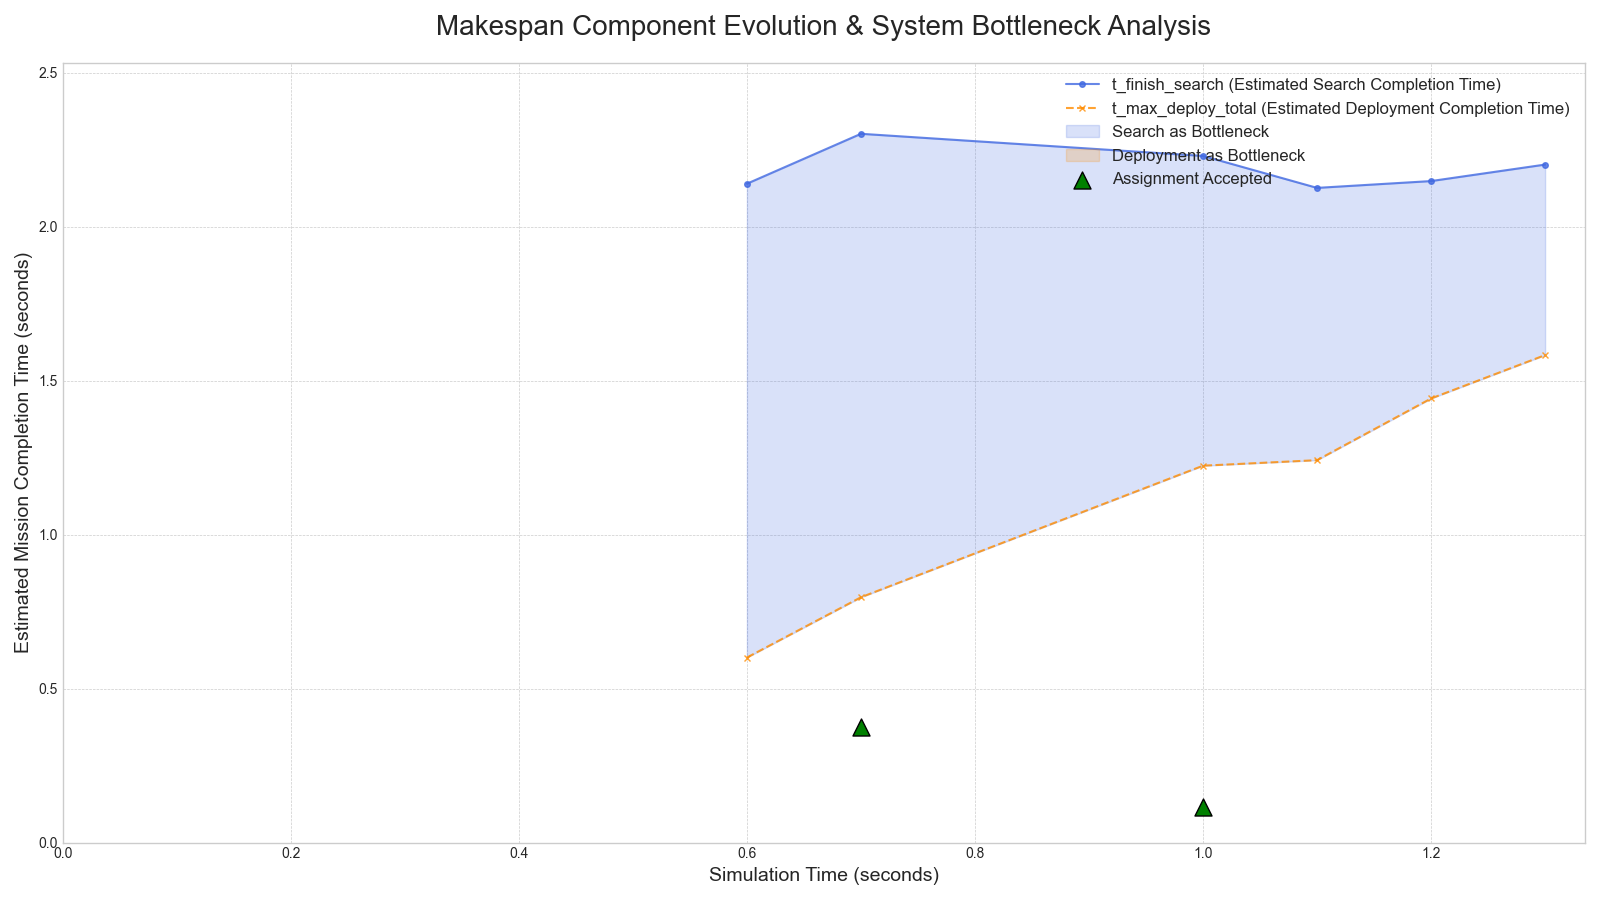 Makespan Component Evolution & System Bottleneck Analysis
t_finish_search (Estimated Search Completion Time)
t_max_deploy_total (Estimated Deployment Completion Time)
Search as Bottleneck
Deployment as Bottleneck
Assignment Accepted
Estimated Mission Completion Time (seconds)
2.5
2.0
1.5
1.0
0.5
0.0
0.0 0.2 0.4 0.6 0.8 1.0 1.2
Simulation Time (seconds)